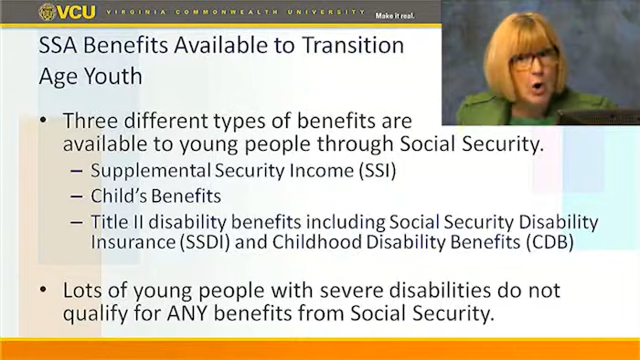 VCU VIRGINIA COMMONWEALTH UNIVERSITY Make it real.
SSA Benefits Available to Transition
Age Youth
• Three different types of benefits are
available to young people through Social Security.
– Supplemental Security Income (SSI)
– Child's Benefits
– Title II disability benefits including Social Security Disability
Insurance (SSDI) and Childhood Disability Benefits (CDB)
• Lots of young people with severe disabilities do not
qualify for ANY benefits from Social Security.